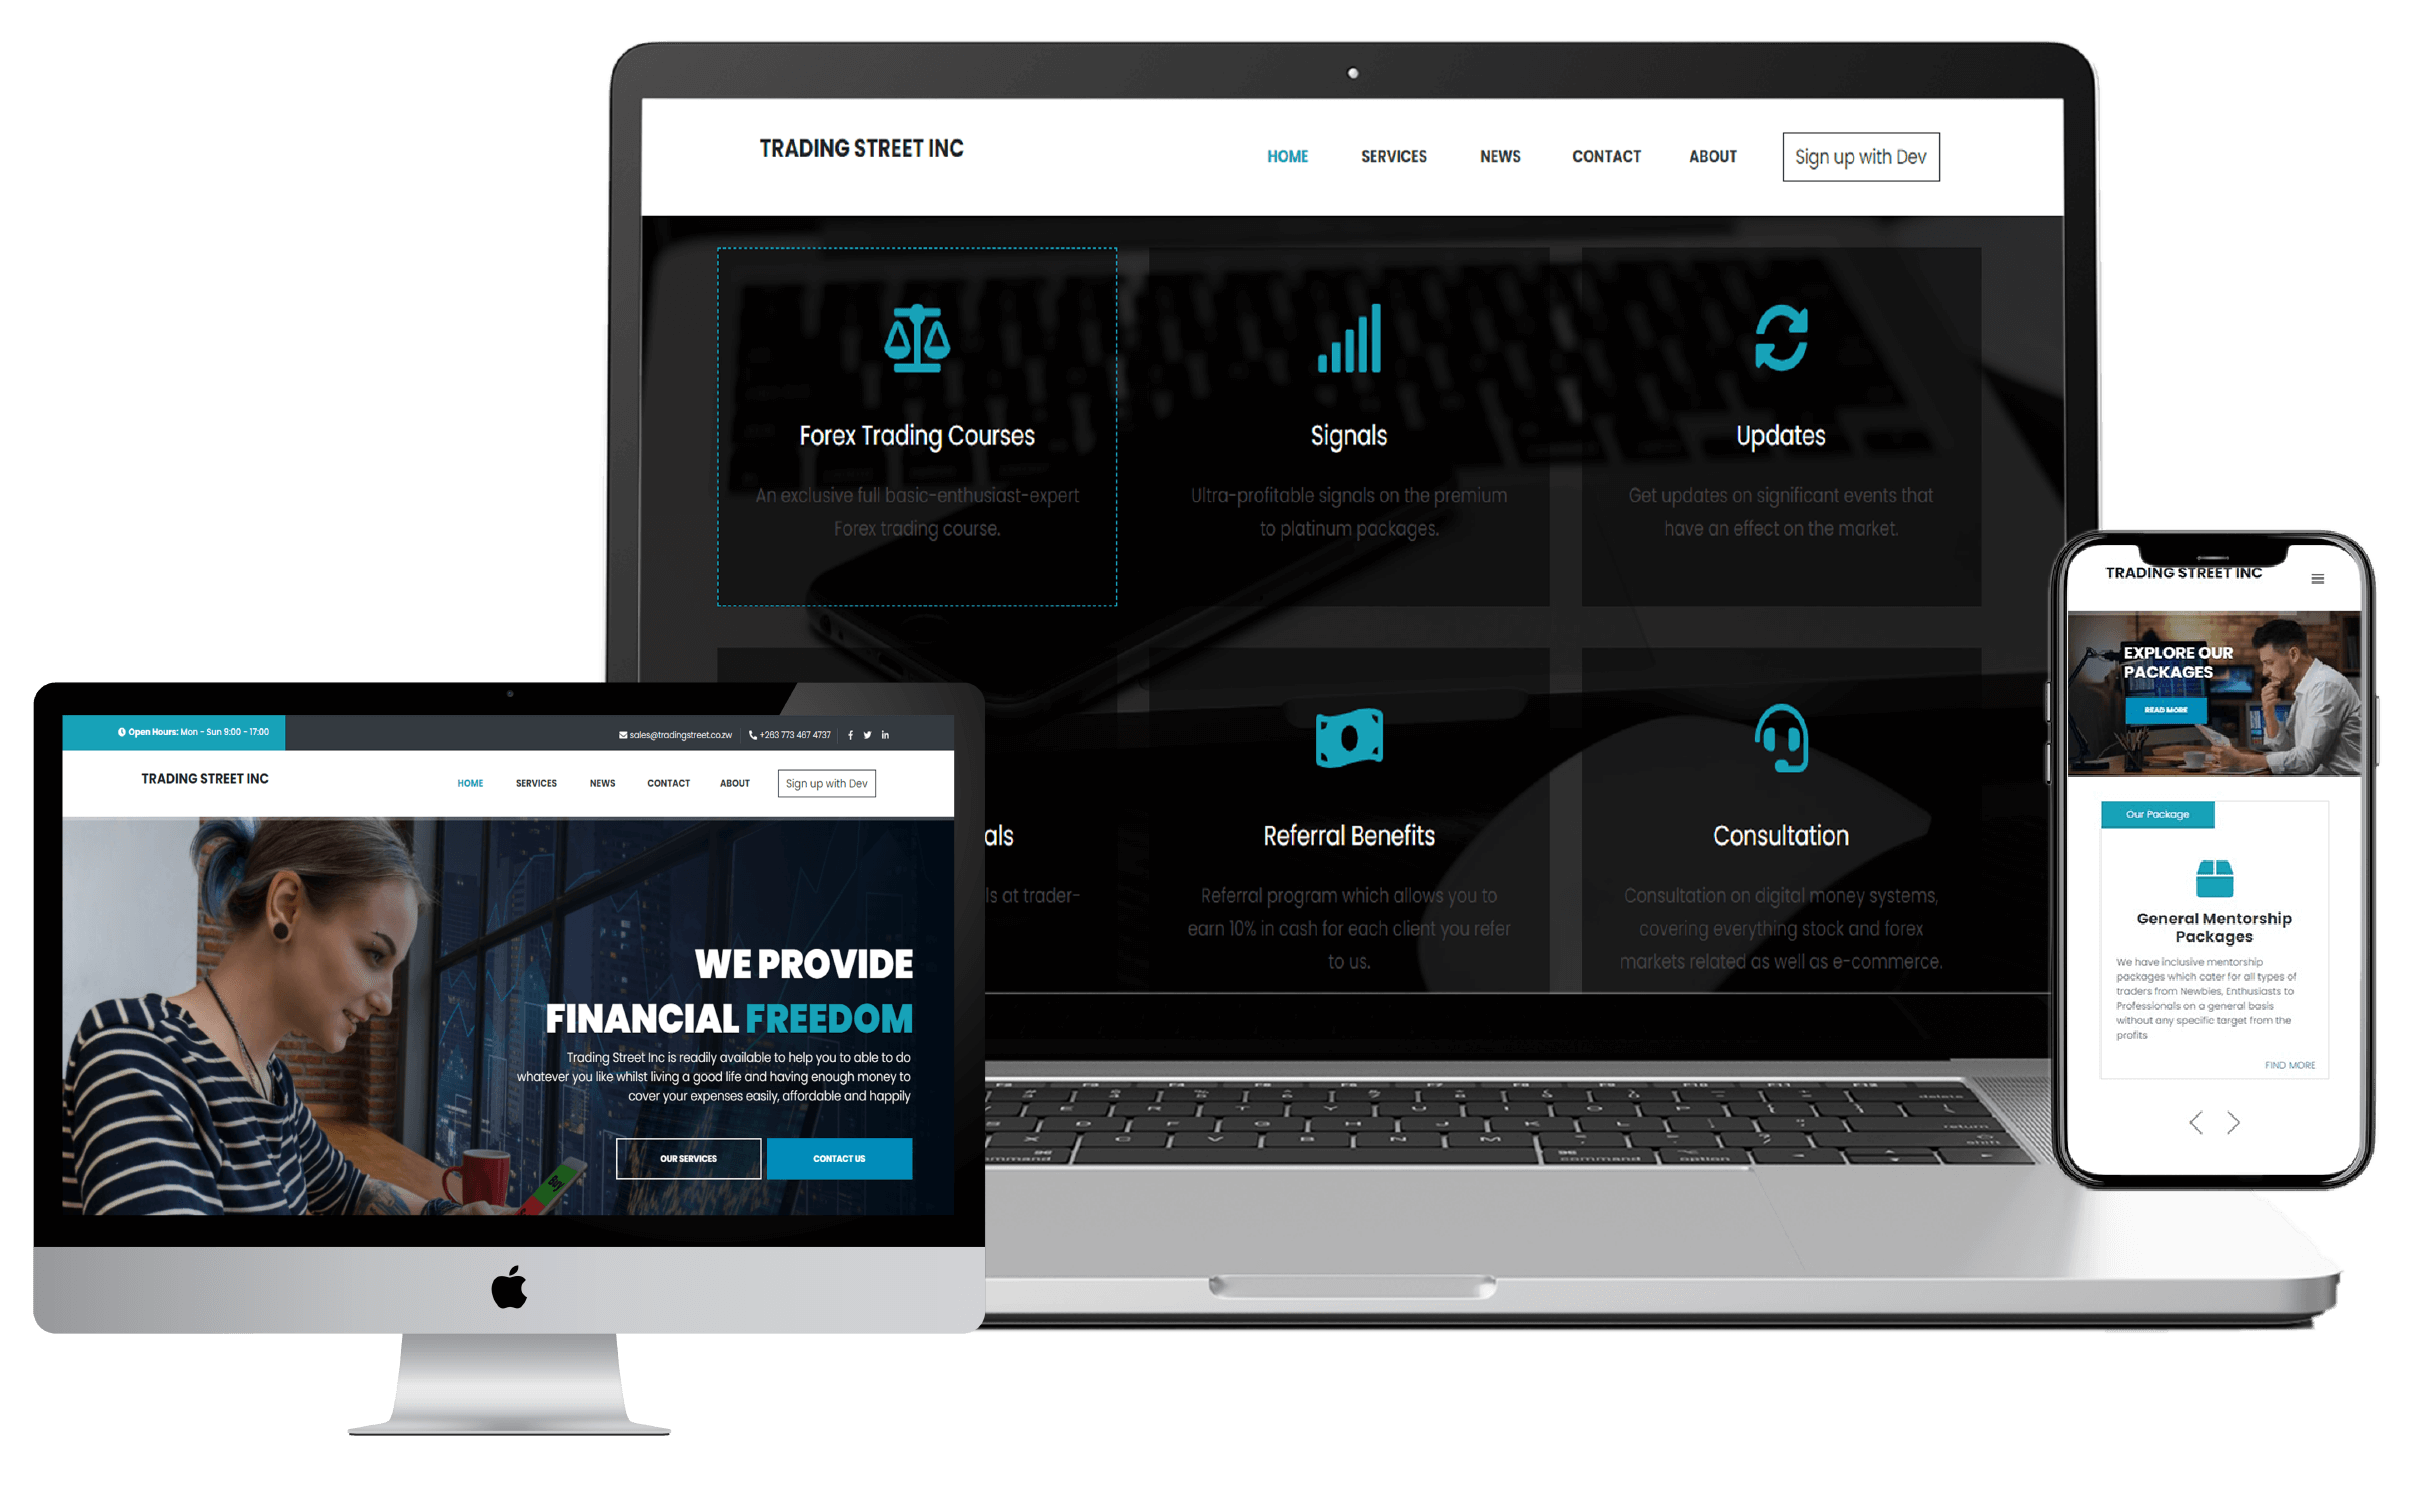 TRADING STREET INC
HOME SERVICES NEWS CONTACT ABOUT Sign up with Dev
Forex Trading Courses
An exclusive full basic-enthusiast-expert
Forex trading course.
Signals
Ultra-profitable signals on the premium
to platinum packages.
Updates
Get updates on significant events that
have an effect on the market.
als
ls at trader-
Referral Benefits
Referral program which allows you to
earn 10% in cash for each client you refer
to us.
Consultation
Consultation on digital money systems,
covering everything stock and forex
markets related as well as e-commerce.
Open Hours: Mon - Sun 9:00 - 17:00
sales@tradingstreet.co.zw +263 773 467 4737
TRADING STREET INC
HOME SERVICES NEWS CONTACT ABOUT Sign up with Dev
WE PROVIDE
FINANCIAL FREEDOM
Trading Street Inc is readily available to help you to able to do
whatever you like whilst living a good life and having enough money to
cover your expenses easily, affordable and happily
OUR SERVICES CONTACT US
TRADING STREET INC
EXPLORE OUR
PACKAGES
READ MORE
Our Package
General Mentorship
Packages
We have inclusive mentorship
packages which cater for all types of
traders from Newbies, Enthusiasts to
Professionals on a general basis
without any specific target from the
profits
FIND MORE